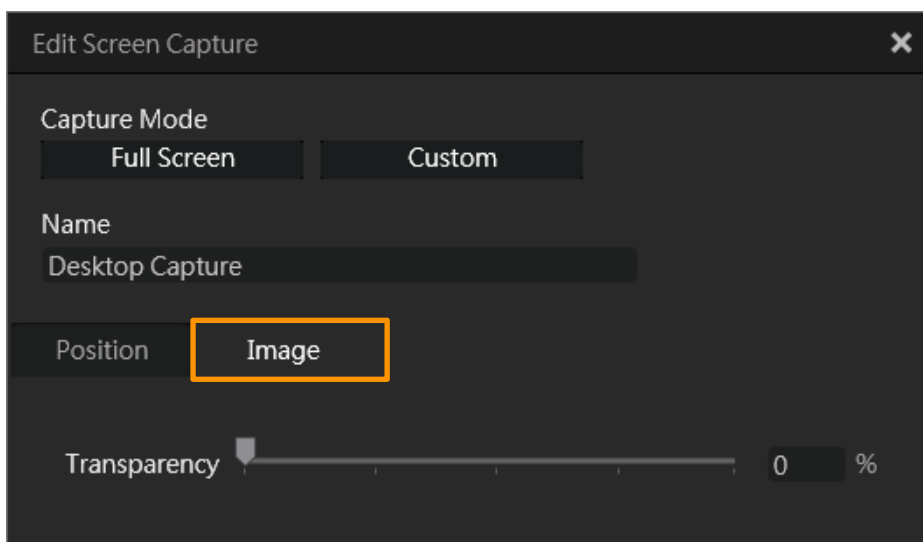 Edit Screen Capture
Capture Mode
Full Screen Custom
Name
Desktop Capture
Position Image
Transparency 0 %